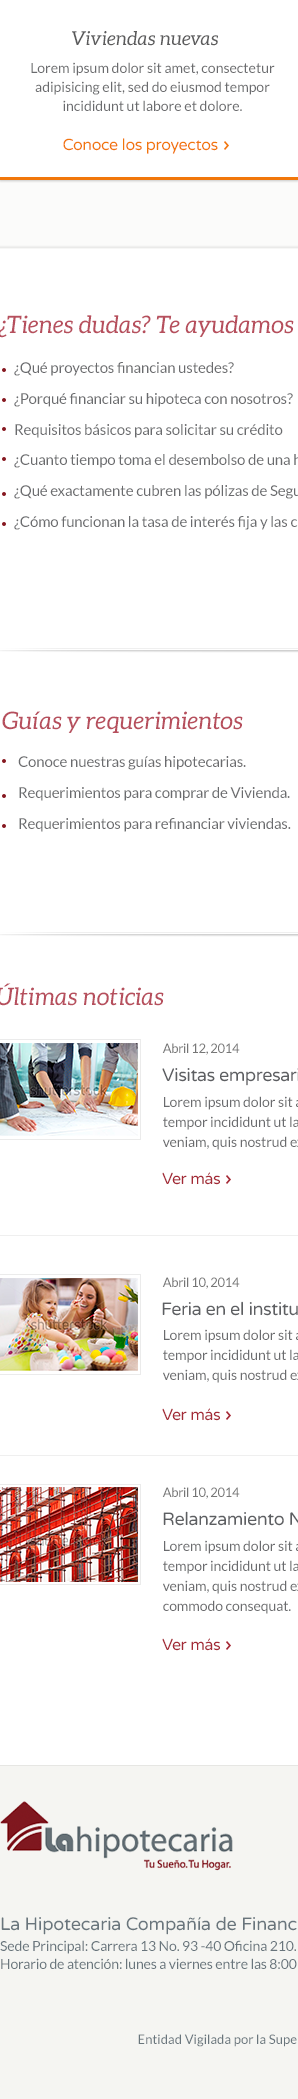 Viviendas nuevas
Lorem ipsum dolor sit amet, consectetur
adipisicing elit, sed do eiusmod tempor
incididunt ut labore et dolore.
Conoce los proyectos ›
¿Tienes dudas? Te ayudamos
• ¿Qué proyectos financian ustedes?
• ¿Porqué financiar su hipoteca con nosotros?
• Requisitos básicos para solicitar su crédito
• ¿Cuanto tiempo toma el desembolso de una h
• ¿Qué exactamente cubren las pólizas de Segu
• ¿Cómo funcionan la tasa de interés fija y las c
Guías y requerimientos
• Conoce nuestras guías hipotecarias.
• Requerimientos para comprar de Vivienda.
• Requerimientos para refinanciar viviendas.
Últimas noticias
Abril 12, 2014
Visitas empresari
Lorem ipsum dolor sit a
tempor incididunt ut la
veniam, quis nostrud e
Ver más ›
shutterstock
Abril 10, 2014
Feria en el institu
Lorem ipsum dolor sit a
tempor incididunt ut la
veniam, quis nostrud e
Ver más ›
shutterstock
Abril 10, 2014
Relanzamiento N
Lorem ipsum dolor sit a
tempor incididunt ut la
veniam, quis nostrud e
commodo consequat.
Ver más ›
Lahipotecaria
Tu Sueño. Tu Hogar.
La Hipotecaria Compañía de Financ
Sede Principal: Carrera 13 No. 93 -40 Oficina 210.
Horario de atención: lunes a viernes entre las 8:00
Entidad Vigilada por la Supe